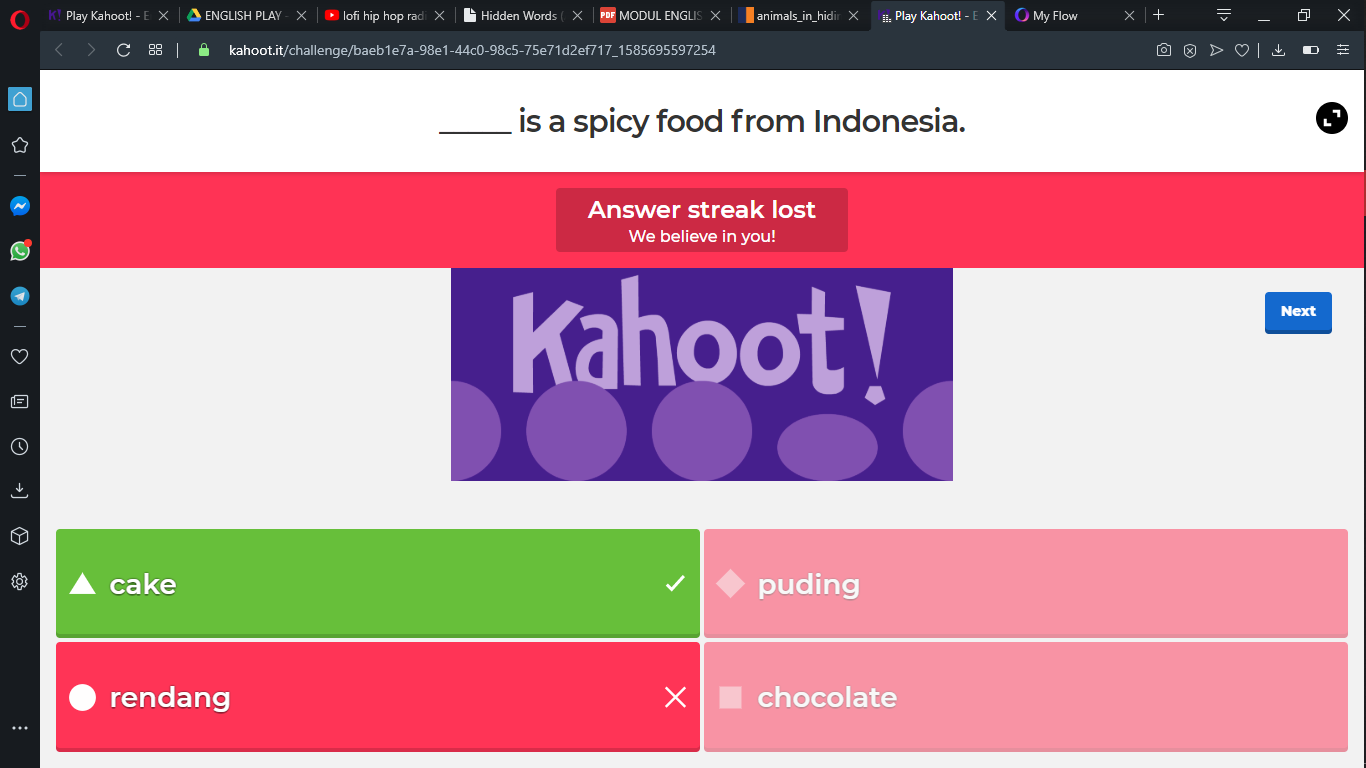 Play Kahoot! - E
ENGLISH PLAY -
lofi hip hop radi
Hidden Words (
PDF MODUL ENGLIS
animals_in_hidin
Play Kahoot! - E
My Flow
kahoot.it/challenge/baeb1e7a-98e1-44c0-98c5-75e71d2ef717_1585695597254
_____ is a spicy food from Indonesia.
Answer streak lost
We believe in you!
Kahoot!
Next
cake
puding
rendang
chocolate